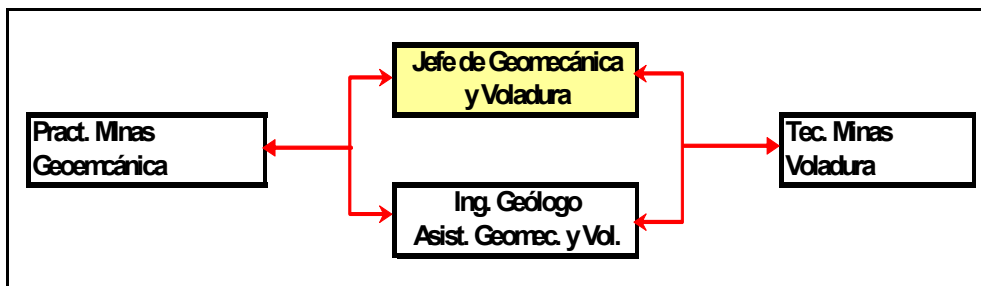 Jefe de Geomecánica
y Voladura
Pract. Minas
Geoemcánica
Tec. Minas
Voladura
Ing. Geólogo
Asist. Geomec. y Vol.